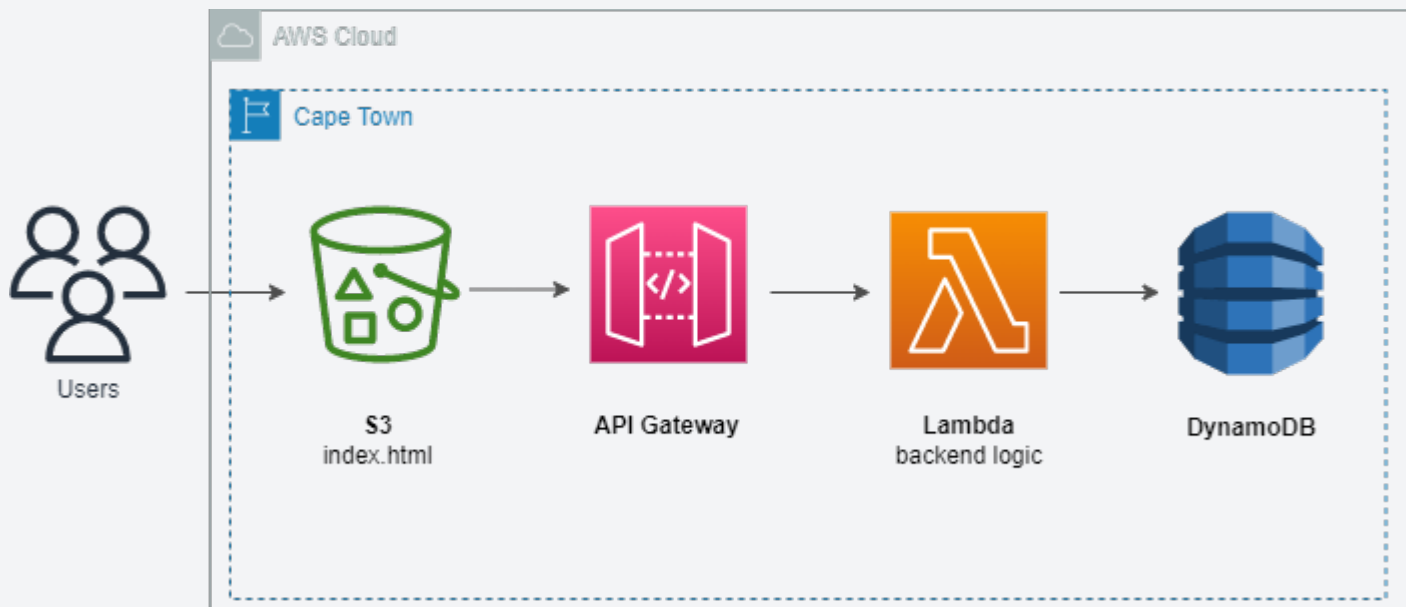 AWS Cloud
Cape Town
</>
Users
S3
index.html
API Gateway
Lambda
backend logic
DynamoDB